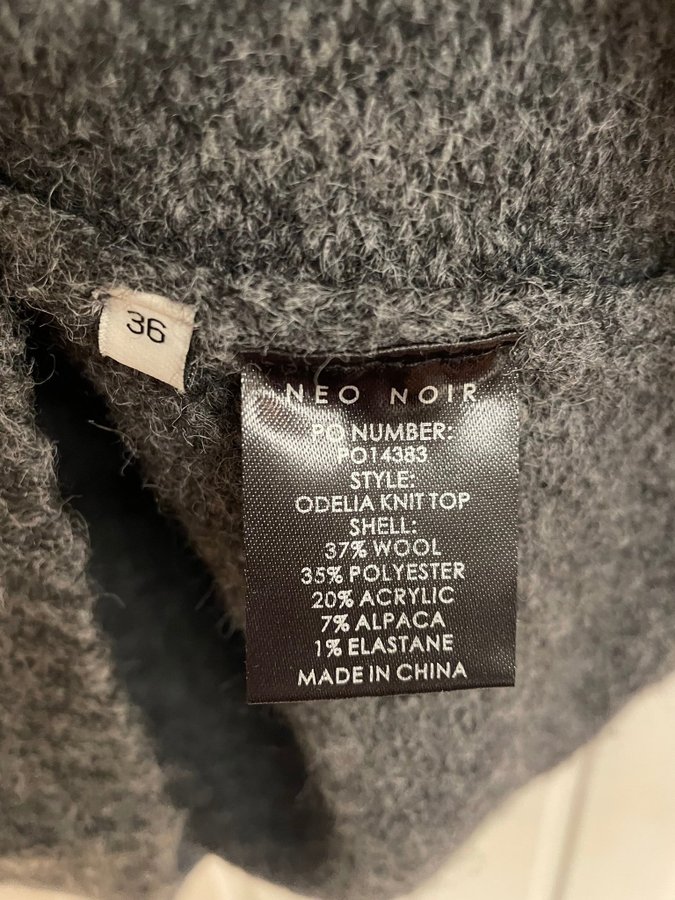 36
NEO NOIR
PO NUMBER:
PO14383
STYLE:
ODELIA KNIT TOP
SHELL:
37% WOOL
35% POLYESTER
20% ACRYLIC
7% ALPACA
1% ELASTANE
MADE IN CHINA